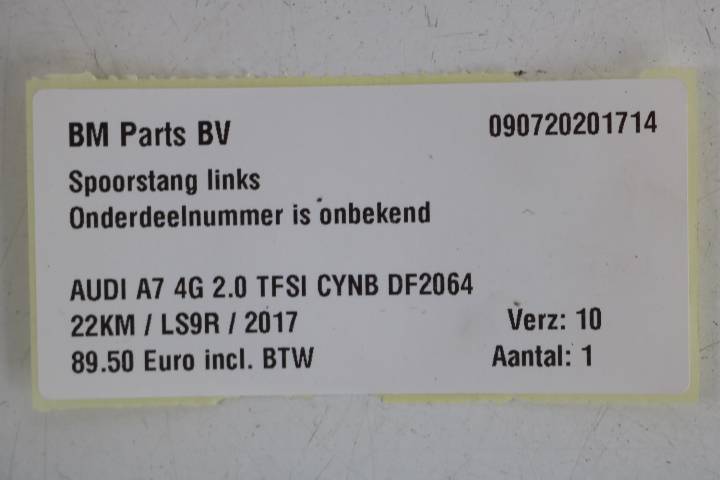 BM Parts BV 090720201714
Spoorstang links
Onderdeelnummer is onbekend
AUDI A7 4G 2.0 TFSI CYNB DF2064
22KM / LS9R / 2017 Verz: 10
89.50 Euro incl. BTW Aantal: 1